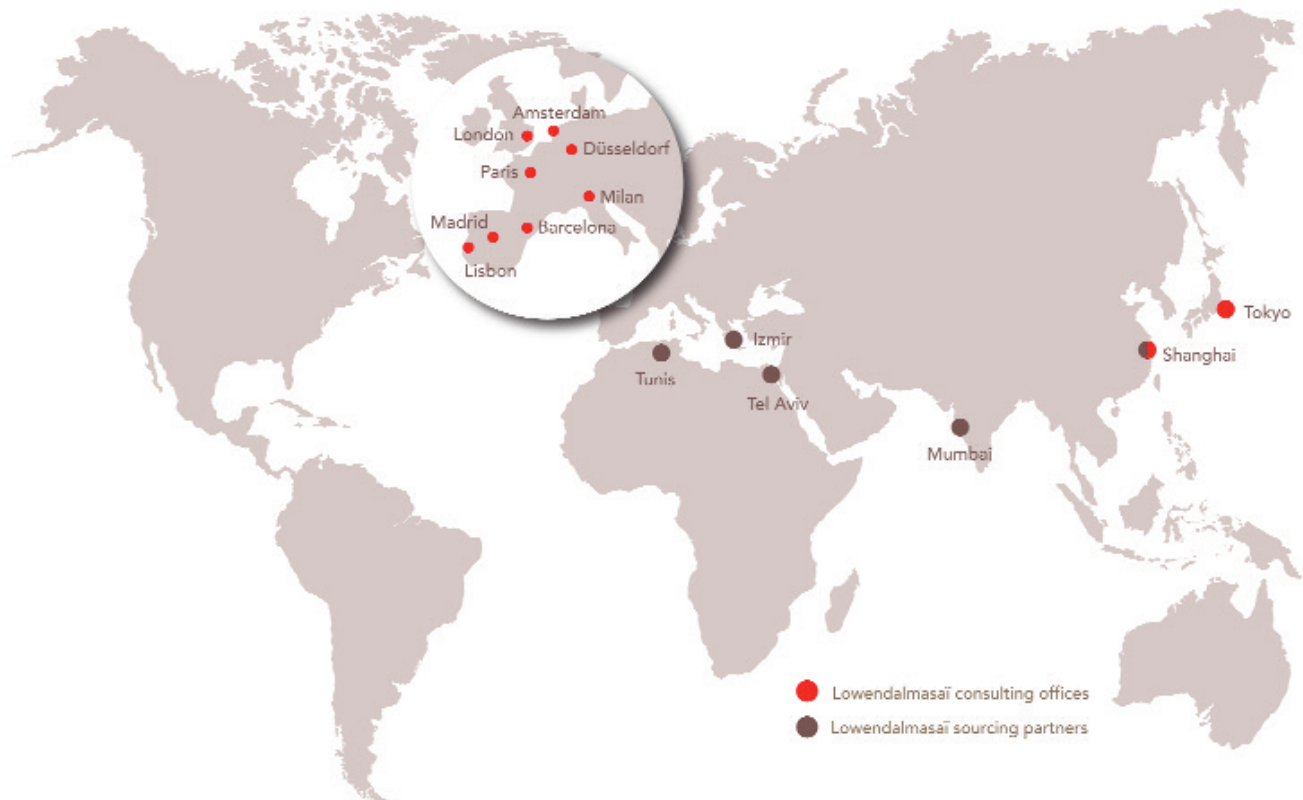 Amsterdam
London
Düsseldorf
Paris
Milan
Madrid
Barcelona
Lisbon
Tokyo
Izmir
Shanghai
Tunis
Tel Aviv
Mumbai
Lowendalmasaï consulting offices
Lowendalmasaï sourcing partners